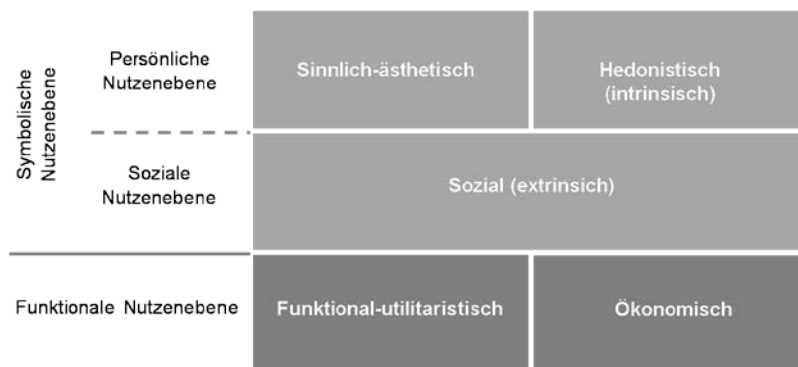 Symbolische
Nutzenebene
Persönliche
Nutzenebene
Sinnlich-ästhetisch
Hedonistisch
(intrinsisch)
Soziale
Nutzenebene
Sozial (extrinsich)
Funktionale Nutzenebene
Funktional-utilitaristisch
Ökonomisch